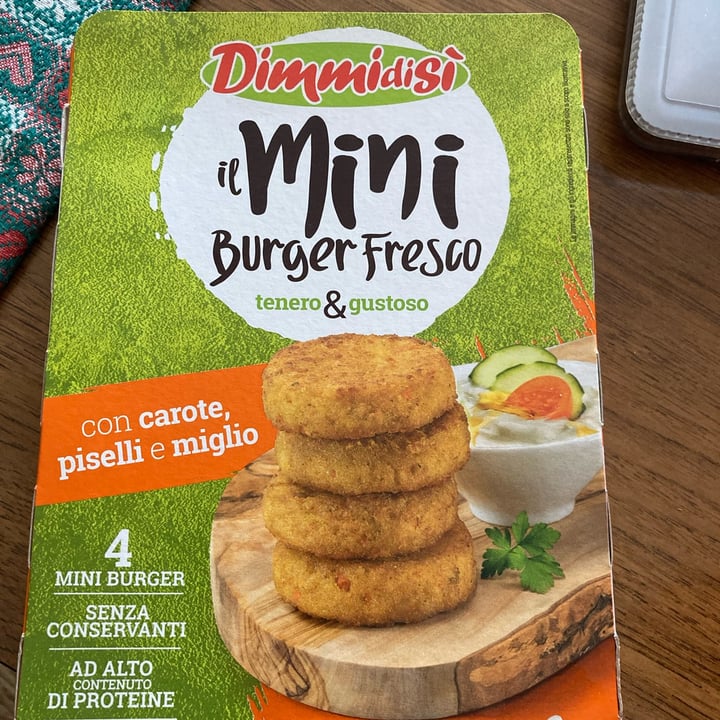 Dimmidisì
il Mini
Burger Fresco
tenero & gustoso
con carote,
piselli e miglio
4
MINI BURGER
SENZA
CONSERVANTI
AD ALTO
CONTENUTO
DI PROTEINE